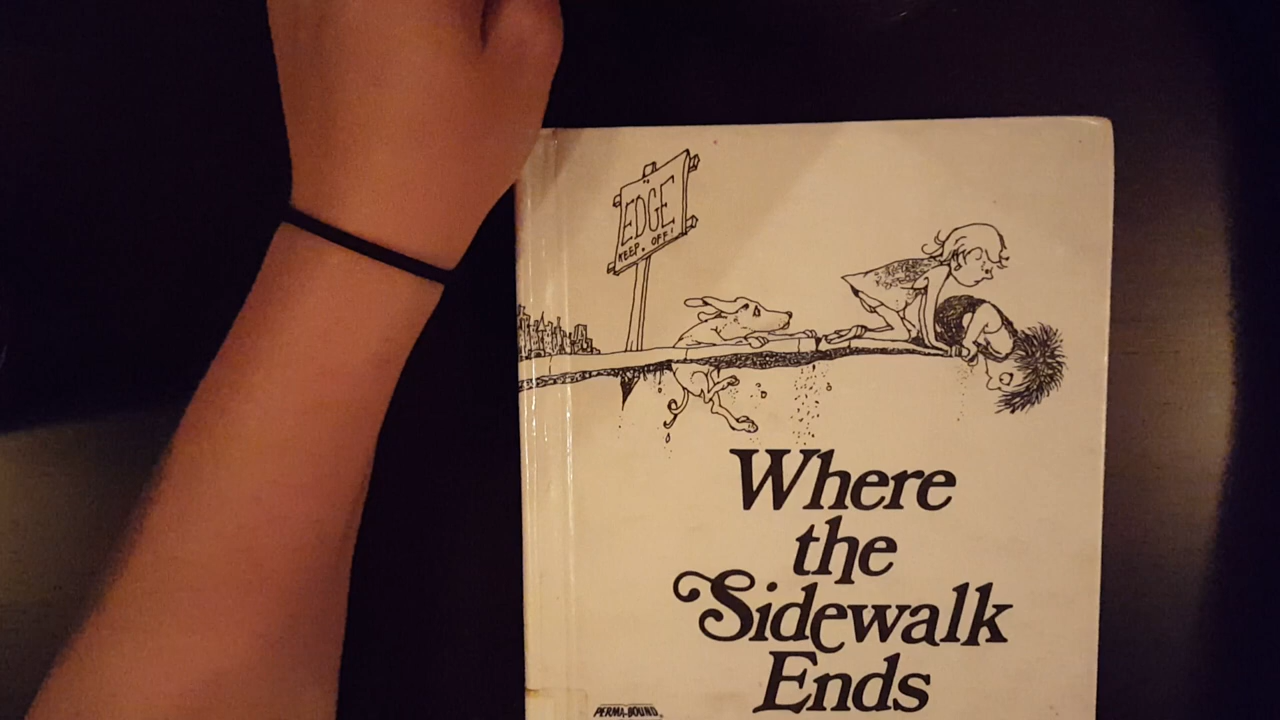 EDGE
KEEP. OFF!
Where
the
Sidewalk
Ends
PERMA-BOUND